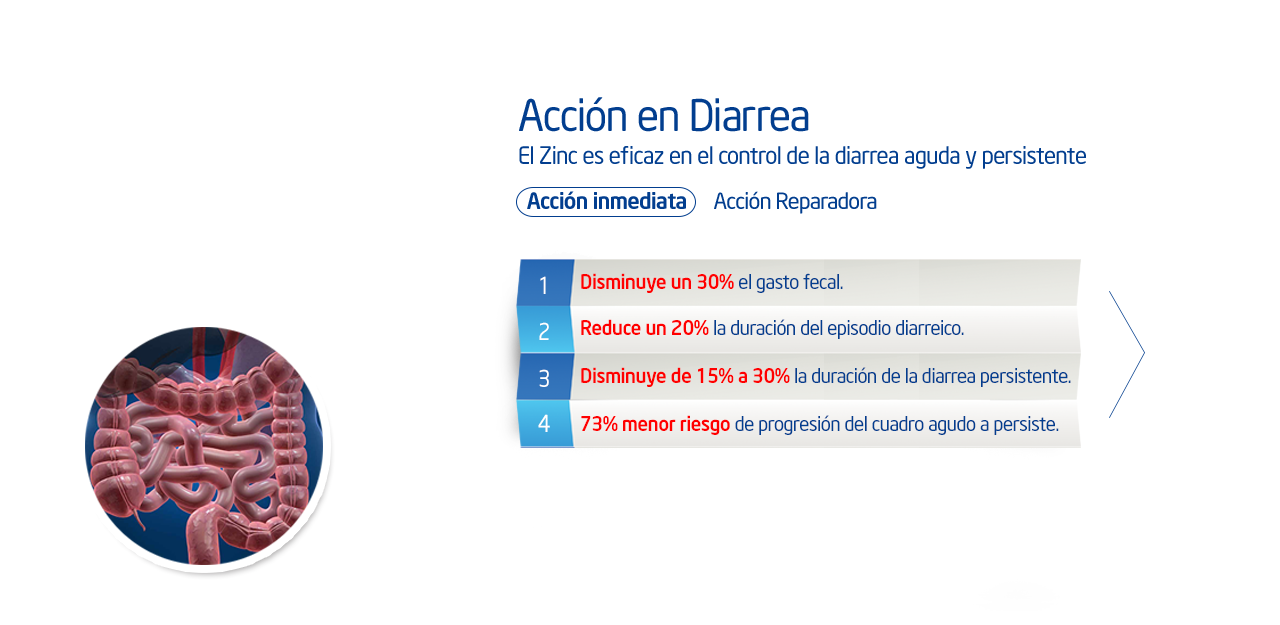 Acción en Diarrea
El Zinc es eficaz en el control de la diarrea aguda y persistente
Acción inmediata Acción Reparadora
1 Disminuye un 30% el gasto fecal.
2 Reduce un 20% la duración del episodio diarreico.
3 Disminuye de 15% a 30% la duración de la diarrea persistente.
4 73% menor riesgo de progresión del cuadro agudo a persiste.